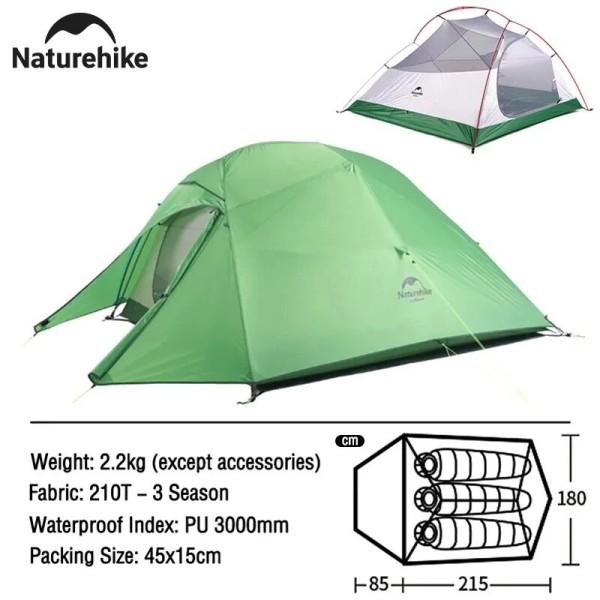 Naturehike
Naturehike
Weight: 2.2kg (except accessories)
Fabric: 210T – 3 Season
Waterproof Index: PU 3000mm
Packing Size: 45x15cm
cm
180
85
215